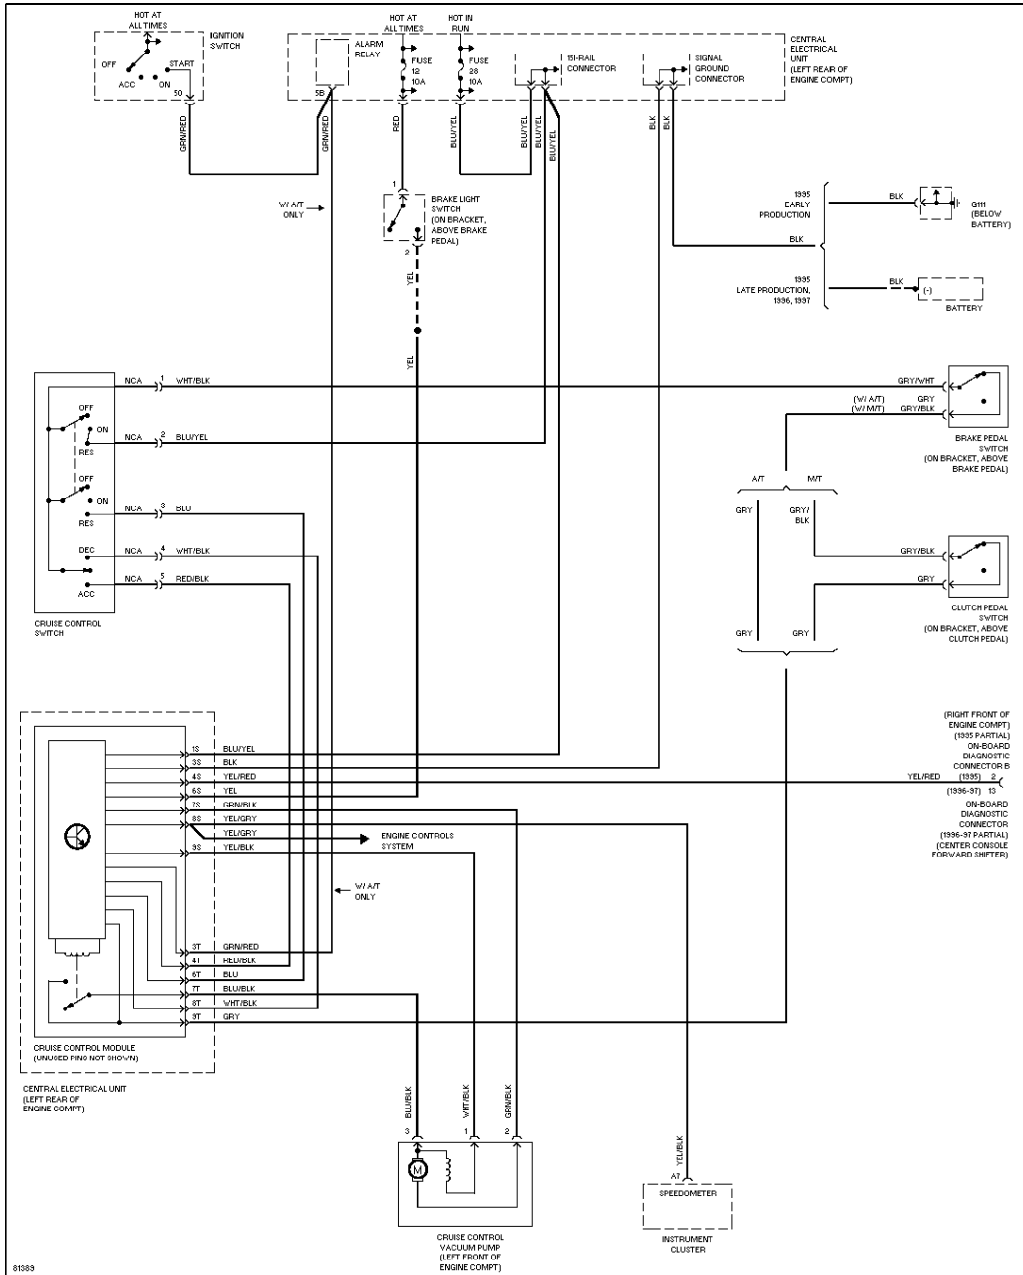 HOT AT
ALL TIMES
IGNITION
SWITCH
OFF
START
ACC
ON
50
GRN/RED
ALARM
RELAY
5B
GRN/RED
HOT AT
ALL TIMES
FUSE
12
10A
RED
HOT IN
RUN
FUSE
28
10A
BLU/YEL
15I-RAIL
CONNECTOR
BLU/YEL
BLU/YEL
BLU/YEL
SIGNAL
GROUND
CONNECTOR
BLK
BLK
CENTRAL
ELECTRICAL
UNIT
(LEFT REAR OF
ENGINE COMPT)
W/ A/T
ONLY
1
BRAKE LIGHT
SWITCH
(ON BRACKET,
ABOVE BRAKE
PEDAL)
2
YEL
YEL
1995
EARLY
PRODUCTION
BLK
G111
(BELOW
BATTERY)
BLK
1995
LATE PRODUCTION,
1996, 1997
BLK
(-)
BATTERY
NCA
1
WHT/BLK
OFF
ON
RES
NCA
2
BLU/YEL
OFF
ON
RES
NCA
3
BLU
DEC
NCA
4
WHT/BLK
ACC
NCA
5
RED/BLK
CRUISE CONTROL
SWITCH
GRY/WHT
(W/ A/T)
GRY
(W/ M/T)
GRY/BLK
BRAKE PEDAL
SWITCH
(ON BRACKET, ABOVE
BRAKE PEDAL)
A/T
M/T
GRY
GRY/
BLK
GRY/BLK
GRY
GRY
GRY
CLUTCH PEDAL
SWITCH
(ON BRACKET, ABOVE
CLUTCH PEDAL)
1S
BLU/YEL
3S
BLK
4S
YEL/RED
6S
YEL
7S
GRN/BLK
8S
YEL/GRY
YEL/GRY
9S
YEL/BLK
ENGINE CONTROLS
SYSTEM
W/ A/T
ONLY
3T
GRN/RED
4T
RED/BLK
6T
BLU
7T
BLU/BLK
8T
WHT/BLK
9T
GRY
(RIGHT FRONT OF
ENGINE COMPT)
(1995 PARTIAL)
ON-BOARD
DIAGNOSTIC
CONNECTOR B
YEL/RED
(1995)
2
(1996-97)
13
ON-BOARD
DIAGNOSTIC
CONNECTOR
(1996-97 PARTIAL)
(CENTER CONSOLE
FORWARD SHIFTER)
CRUISE CONTROL MODULE
(UNUSED PINS NOT SHOWN)
CENTRAL ELECTRICAL UNIT
(LEFT REAR OF
ENGINE COMPT)
BLU/BLK
3
WHT/BLK
1
GRN/BLK
2
M
CRUISE CONTROL
VACUUM PUMP
(LEFT FRONT OF
ENGINE COMPT)
YEL/BLK
A7
SPEEDOMETER
INSTRUMENT
CLUSTER
81389